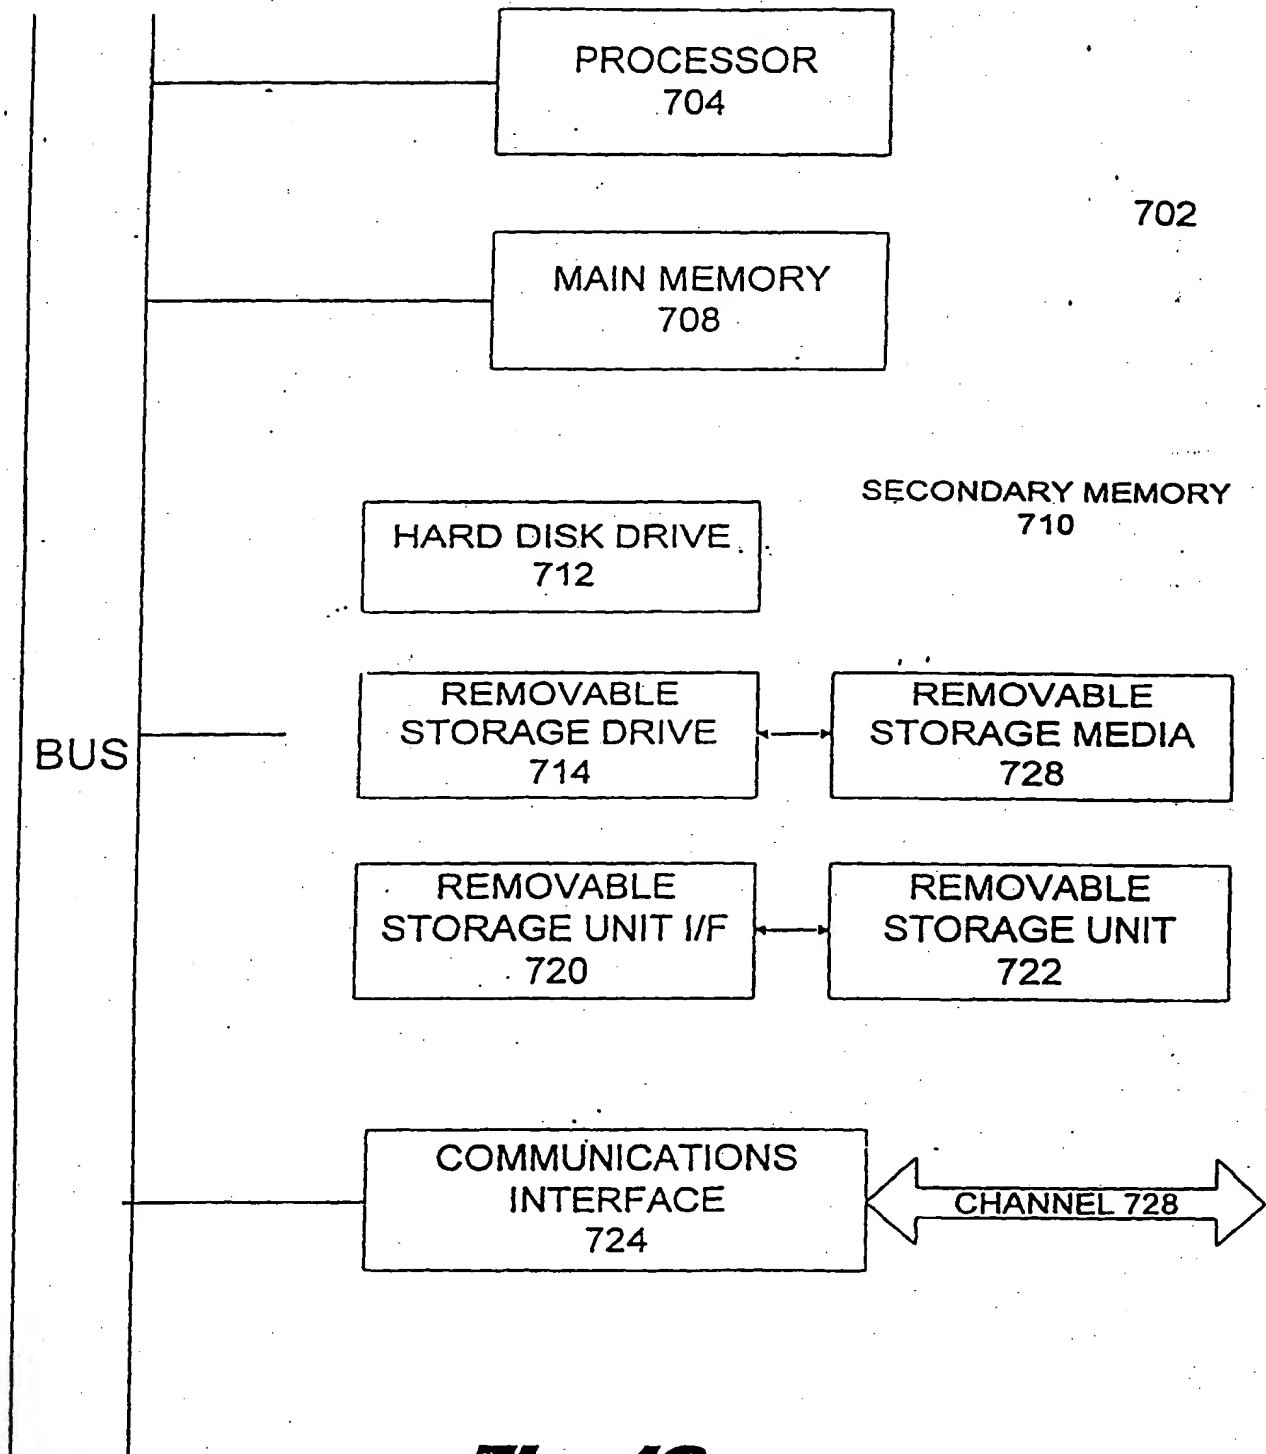 PROCESSOR
704
702
MAIN MEMORY
708
SECONDARY MEMORY
710
HARD DISK DRIVE
712
REMOVABLE
STORAGE DRIVE
714
REMOVABLE
STORAGE MEDIA
728
BUS
REMOVABLE
STORAGE UNIT I/F
720
REMOVABLE
STORAGE UNIT
722
COMMUNICATIONS
INTERFACE
724
CHANNEL 728